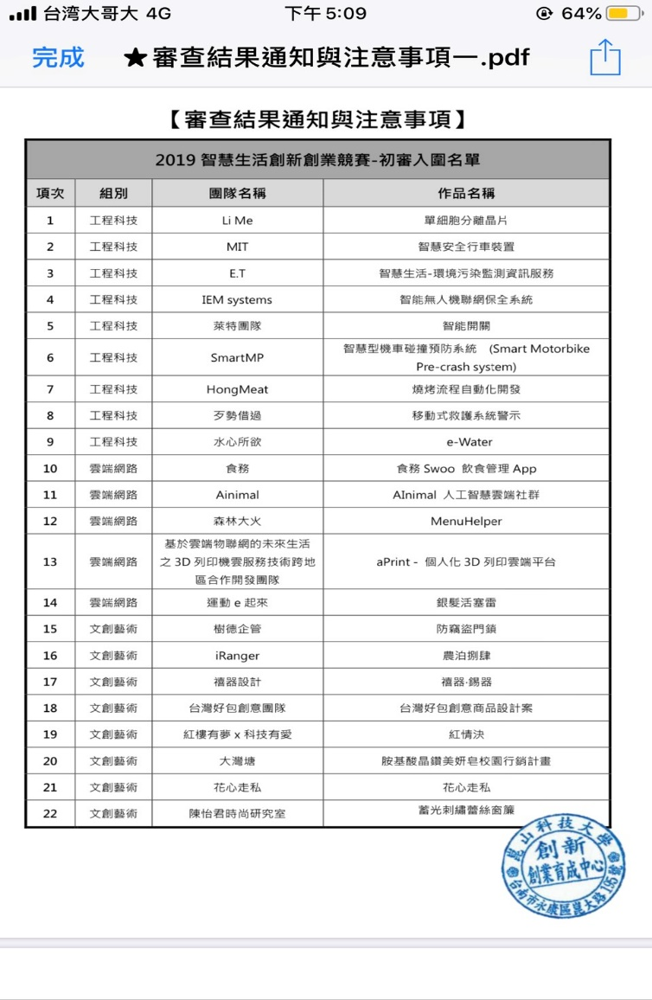 台湾大哥大 4G 下午 5:09 64%
完成 ★審查結果通知與注意事項一.pdf
【審查結果通知與注意事項】
2019 智慧生活創新創業競賽-初審入圍名單
項次 組別 團隊名稱 作品名稱
1 工程科技 Li Me 單細胞分離晶片
2 工程科技 MIT 智慧安全行車裝置
3 工程科技 E.T 智慧生活-環境污染監測資訊服務
4 工程科技 IEM systems 智能無人機聯網保全系統
5 工程科技 萊特團隊 智能開關
6 工程科技 SmartMP 智慧型機車碰撞預防系統 (Smart Motorbike
Pre-crash system)
7 工程科技 HongMeat 燒烤流程自動化開發
8 工程科技 歹勢借過 移動式救護系統警示
9 工程科技 水心所欲 e-Water
10 雲端網路 食務 食務 Swoo 飲食管理 App
11 雲端網路 Ainimal AInimal 人工智慧雲端社群
12 雲端網路 森林大火 MenuHelper
13 雲端網路 基於雲端物聯網的未來生活
之 3D 列印機雲服務技術跨地
區合作開發團隊 aPrint - 個人化 3D 列印雲端平台
14 雲端網路 運動 e 起來 銀髮活塞雷
15 文創藝術 樹德企管 防竊盜門鎖
16 文創藝術 iRanger 農泊捌肆
17 文創藝術 禧器設計 禧器·錫器
18 文創藝術 台灣好包創意團隊 台灣好包創意商品設計案
19 文創藝術 紅樓有夢 x 科技有愛 紅情決
20 文創藝術 大灣塘 胺基酸晶鑽美妍皂校園行銷計畫
21 文創藝術 花心走私 花心走私
22 文創藝術 陳怡君時尚研究室 蓄光刺繡蕾絲窗簾
崑山科技大學
創新
創業育成中心
台南市永康區崑大路195號